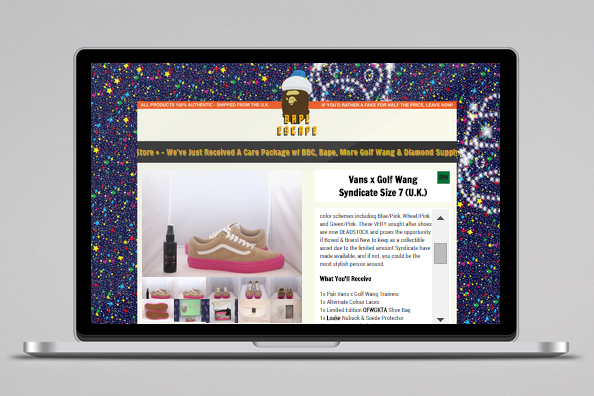 ALL PRODUCTS 100% AUTHENTIC - SHIPPED FROM THE U.K.
IF YOU'RE RATHER A FAKE FOR HALF THE PRICE, LEAVE NOW!
BAPE
ESCAPE
Store • - We've Just Received A Care Package w/ BBC, Bape, More Golf Wang & Diamond Supply
Vans x Golf Wang
Syndicate Size 7 (U.K.)
color schemes including Blue/Pink, Wheat/Pink
and Green/Pink. These VERY sought after shoes
are now DEADSTOCK and poses the opportunity
if Boxed & Brand New to keep as a collectible
asset due to the limited amount Syndicate have
made available, and if not, you could be the
most stylish person around.
What You'll Receive
1x Pair Vans x Golf Wang Trainers
1x Alternate Colour Laces
1x Limited Edition OFWGKTA Shoe Bag
1x Loake Nubuck & Suede Protector